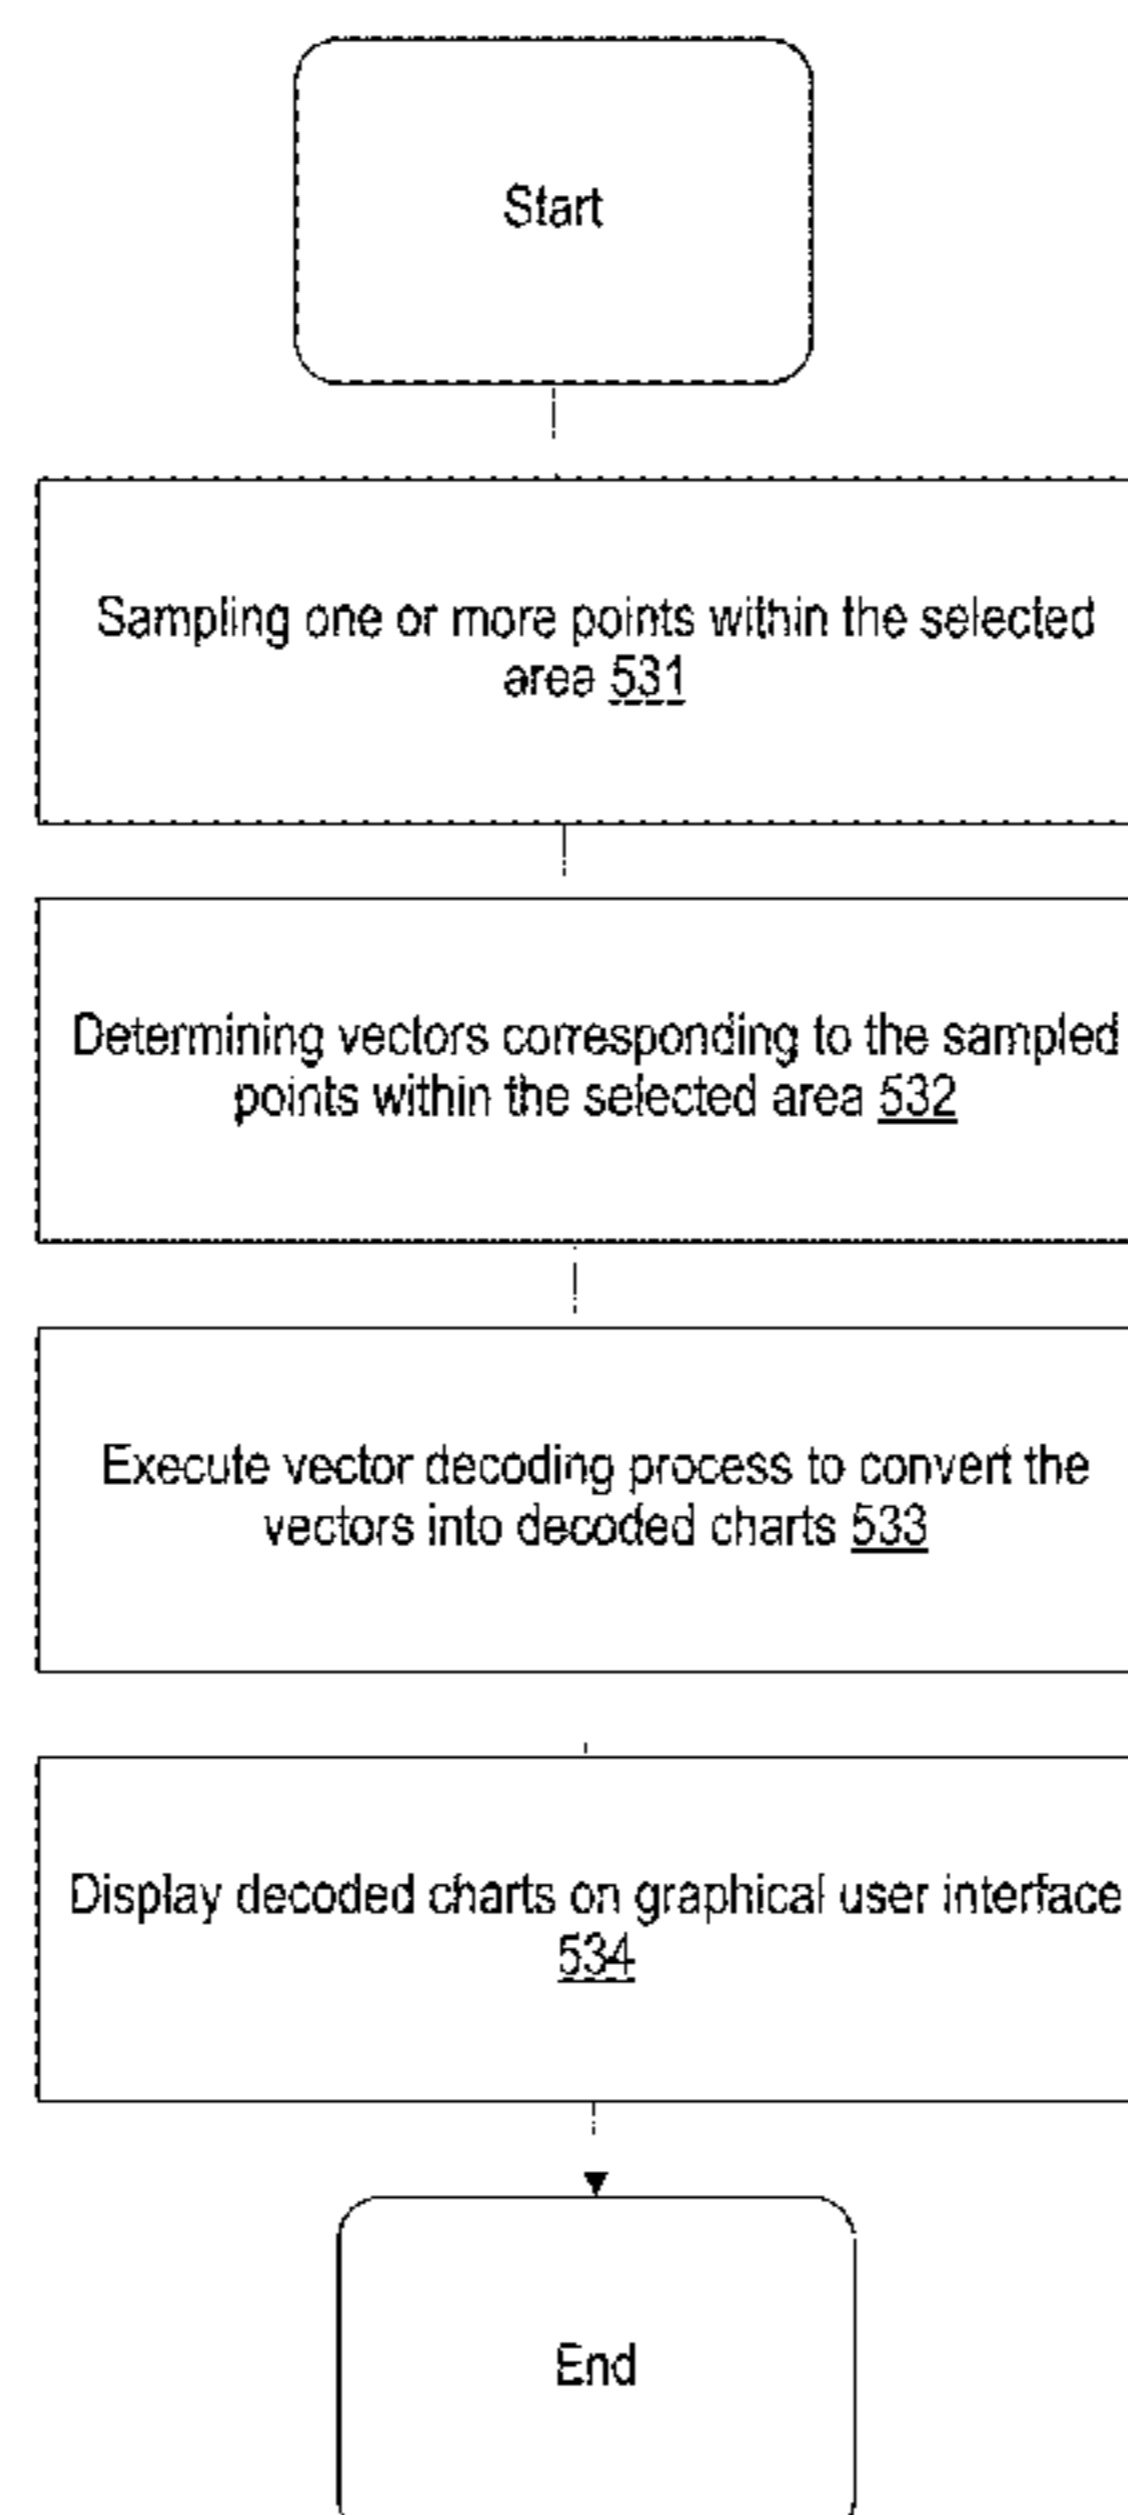 Start
Sampling one or more points within the selected
area 531
Determining vectors corresponding to the sampled
points within the selected area 532
Execute vector decoding process to convert the
vectors into decoded charts 533
Display decoded charts on graphical user interface
534
End